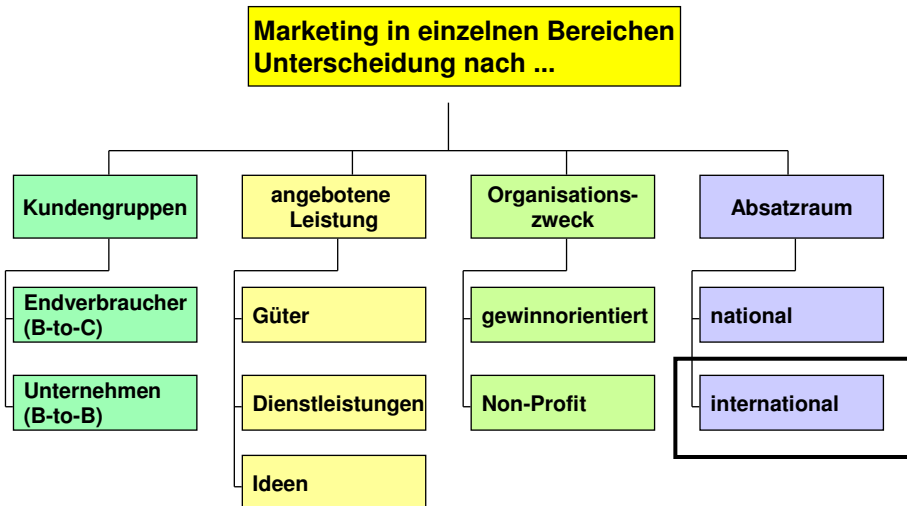 Marketing in einzelnen Bereichen
Unterscheidung nach ...
Kundengruppen
angebotene
Leistung
Organisations-
zweck
Absatzraum
Endverbraucher
(B-to-C)
Güter
gewinnorientiert
national
Unternehmen
(B-to-B)
Dienstleistungen
Non-Profit
international
Ideen